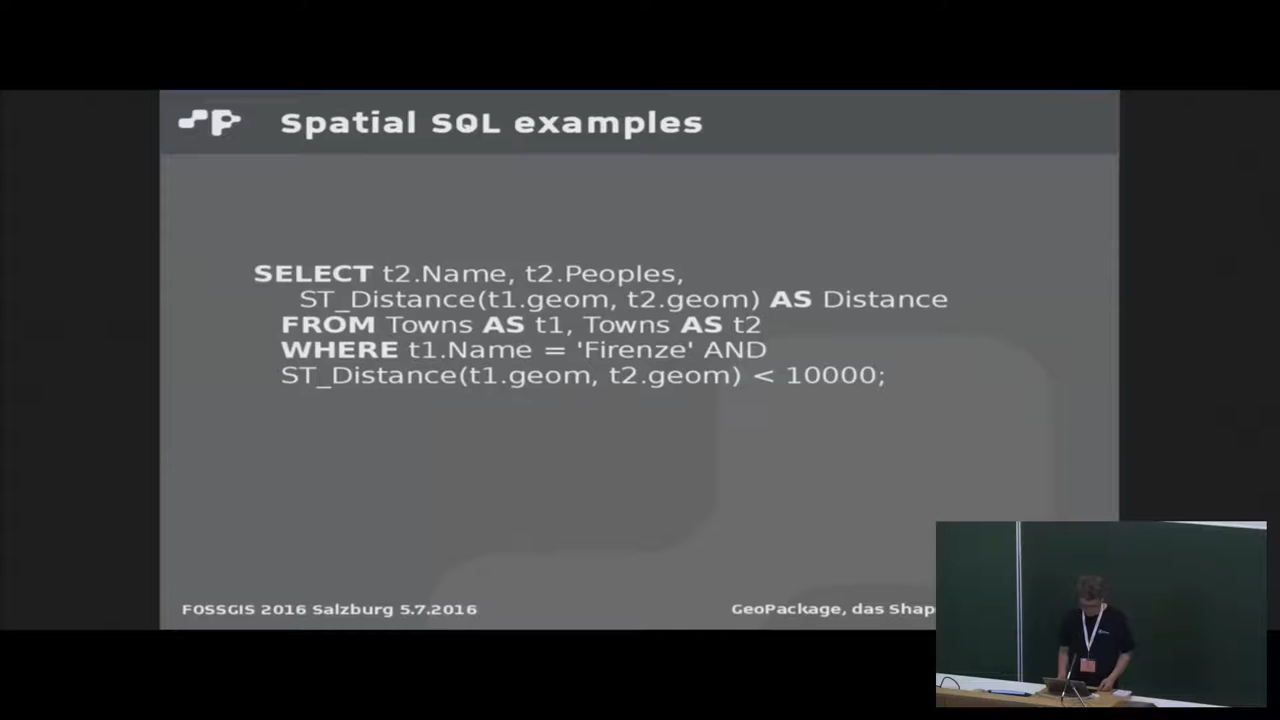 Spatial SQL examples
SELECT t2.Name, t2.Peoples,
ST_Distance(t1.geom, t2.geom) AS Distance
FROM Towns AS t1, Towns AS t2
WHERE t1.Name = 'Firenze' AND
ST_Distance(t1.geom, t2.geom) < 10000;
FOSSGIS 2016 Salzburg 5.7.2016
GeoPackage, das